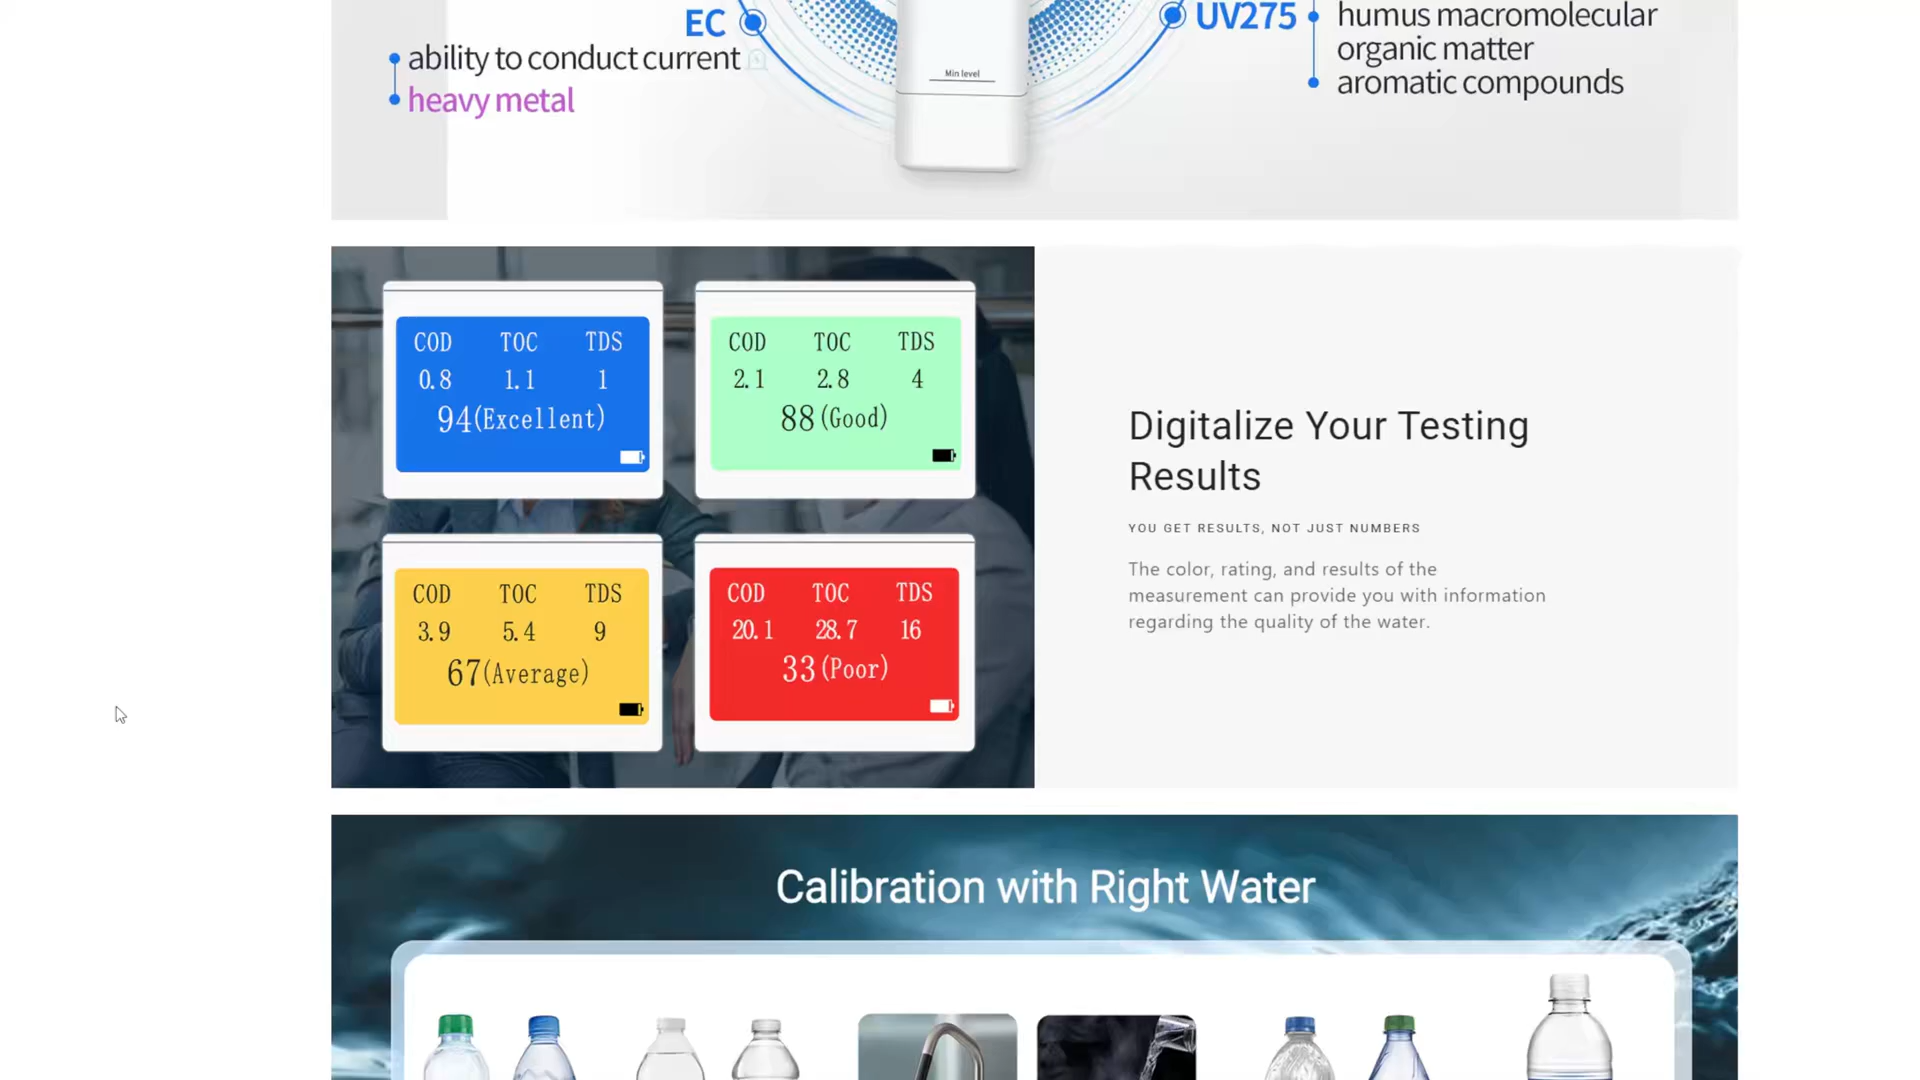 EC
ability to conduct current
heavy metal
Min level
UV275
humus macromolecular
organic matter
aromatic compounds
COD TOC TDS
0.8 1.1 1
94(Excellent)
COD TOC TDS
2.1 2.8 4
88(Good)
COD TOC TDS
3.9 5.4 9
67(Average)
COD TOC TDS
20.1 28.7 16
33(Poor)
Digitalize Your Testing
Results
YOU GET RESULTS, NOT JUST NUMBERS
The color, rating, and results of the
measurement can provide you with information
regarding the quality of the water.
Calibration with Right Water